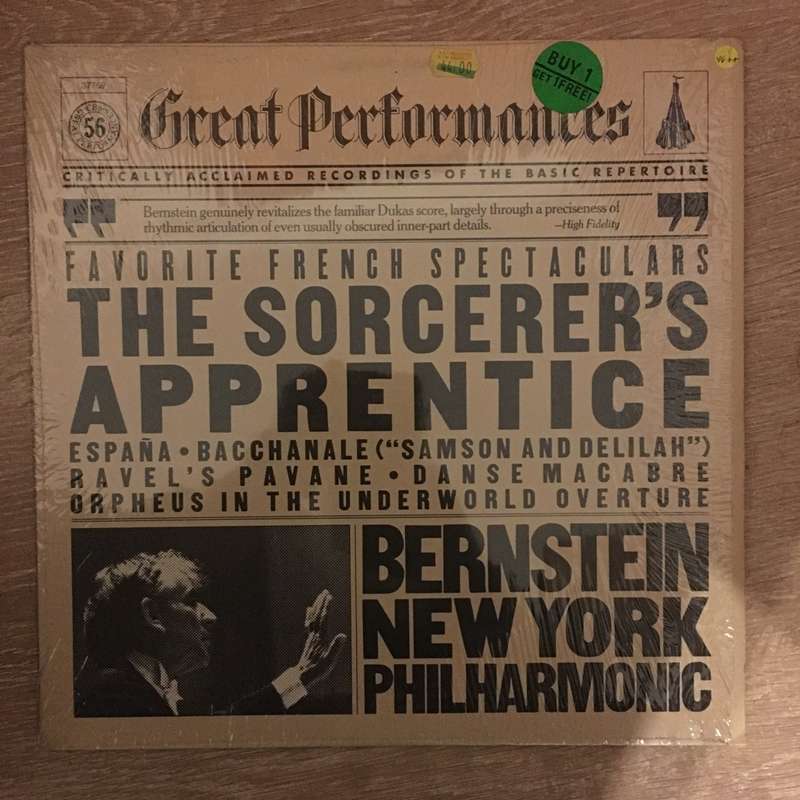 Great Performances
56
BUY 1
GET 1 FREE!
CRITICALLY ACCLAIMED RECORDINGS OF THE BASIC REPERTOIRE
Bernstein genuinely revitalizes the familiar Dukas score, largely through a preciseness of
rhythmic articulation of even usually obscured inner-part details. —High Fidelity
FAVORITE FRENCH SPECTACULARS
THE SORCERER'S
APPRENTICE
ESPAÑA • BACCHANALE ("SAMSON AND DELILAH")
RAVEL'S PAVANE • DANSE MACABRE
ORPHEUS IN THE UNDERWORLD OVERTURE
BERNSTEIN
NEW YORK
PHILHARMONIC